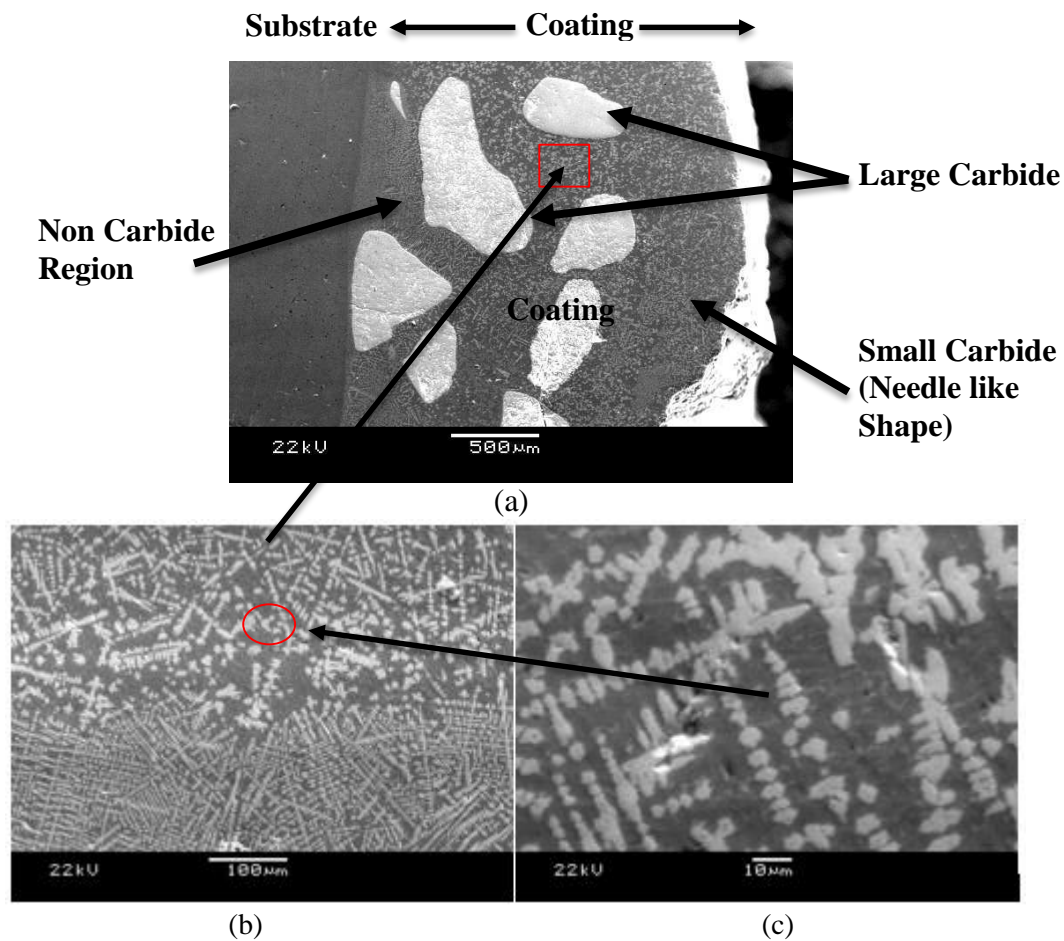 Substrate Coating
Large Carbide
Non Carbide
Region
Coating
Small Carbide
(Needle like
Shape)
22kV 500μm
(a)
22kV 100μm
22kV 10μm
(b) (c)